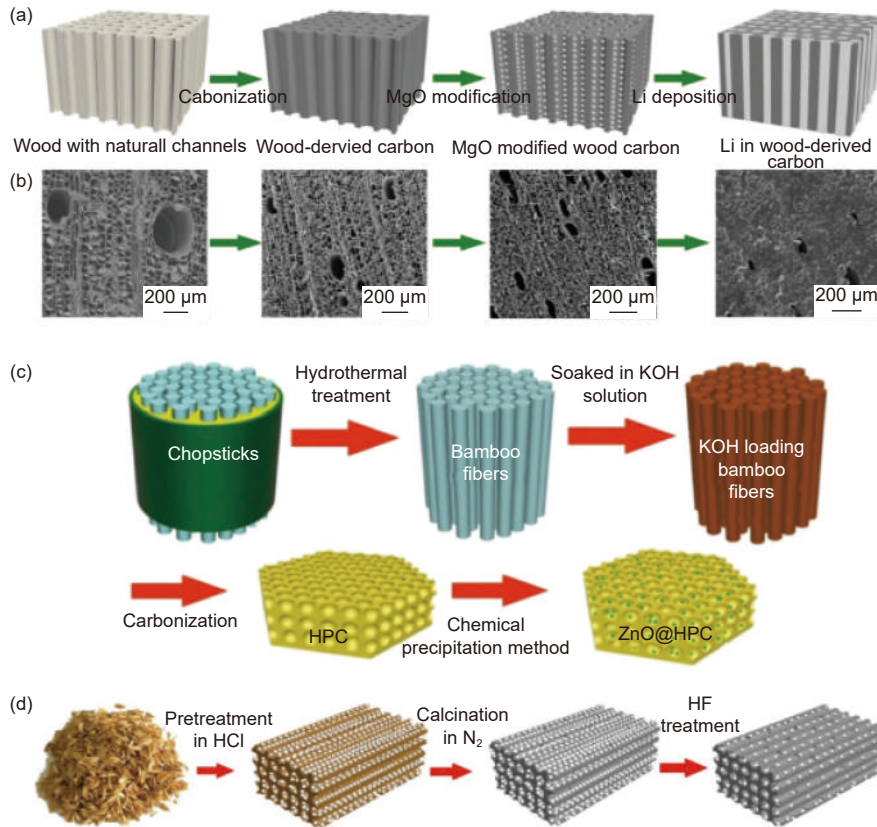 (a)
Cabonization
MgO modification
Li deposition
Wood with naturall channels
Wood-dervied carbon
MgO modified wood carbon
Li in wood-derived
carbon
(b)
200 μm
200 μm
200 μm
200 μm
(c)
Chopsticks
Hydrothermal
treatment
Bamboo
fibers
Soaked in KOH
solution
KOH loading
bamboo
fibers
Carbonization
HPC
Chemical
precipitation method
ZnO@HPC
(d)
Pretreatment
in HCl
Calcination
in N₂
HF
treatment